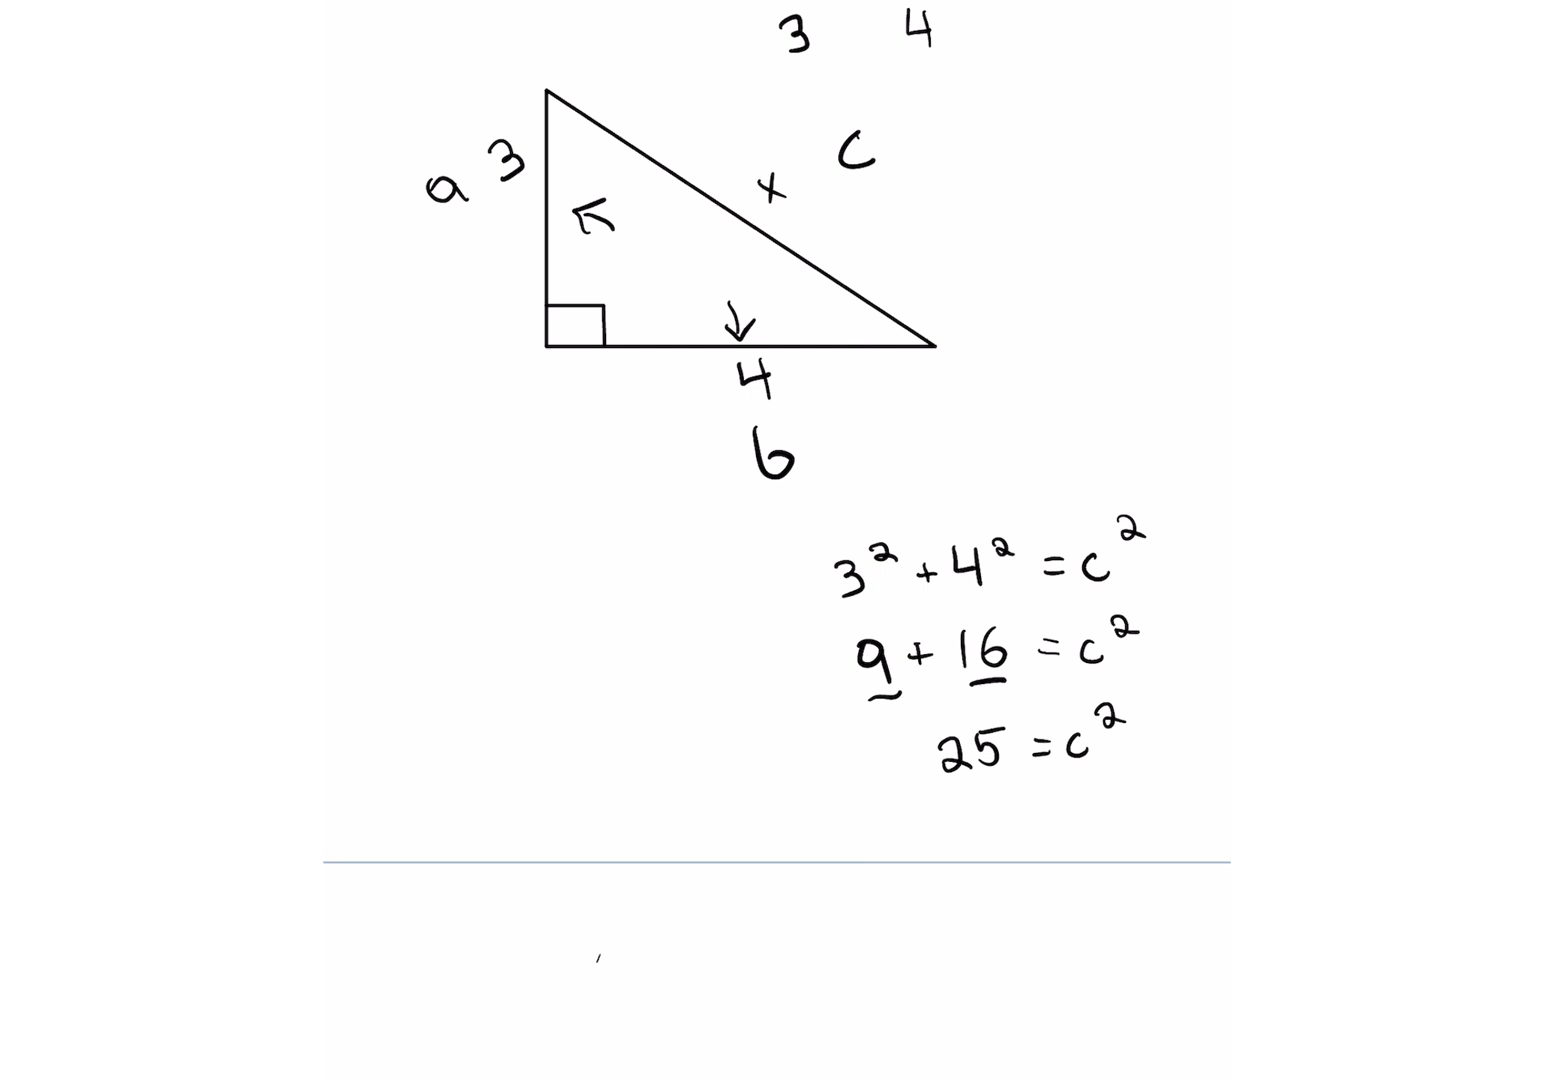 3 4
a 3
x c
4
b
3² + 4² = c²
9 + 16 = c²
25 = c²